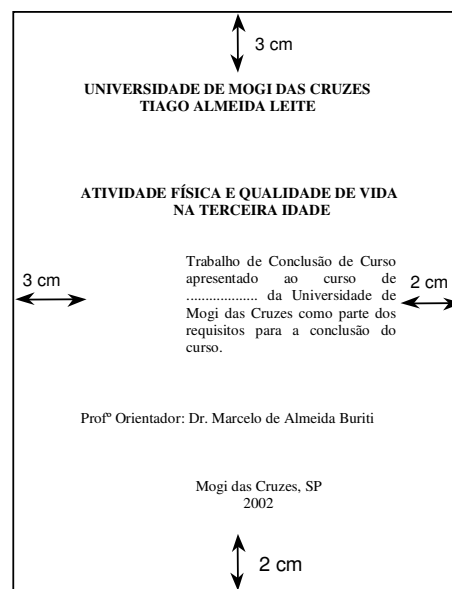 3 cm
UNIVERSIDADE DE MOGI DAS CRUZES
TIAGO ALMEIDA LEITE
ATIVIDADE FÍSICA E QUALIDADE DE VIDA
NA TERCEIRA IDADE
Trabalho de Conclusão de Curso
apresentado ao curso de
................... da Universidade de
Mogi das Cruzes como parte dos
requisitos para a conclusão do
curso.
3 cm
2 cm
Profº Orientador: Dr. Marcelo de Almeida Buriti
Mogi das Cruzes, SP
2002
2 cm